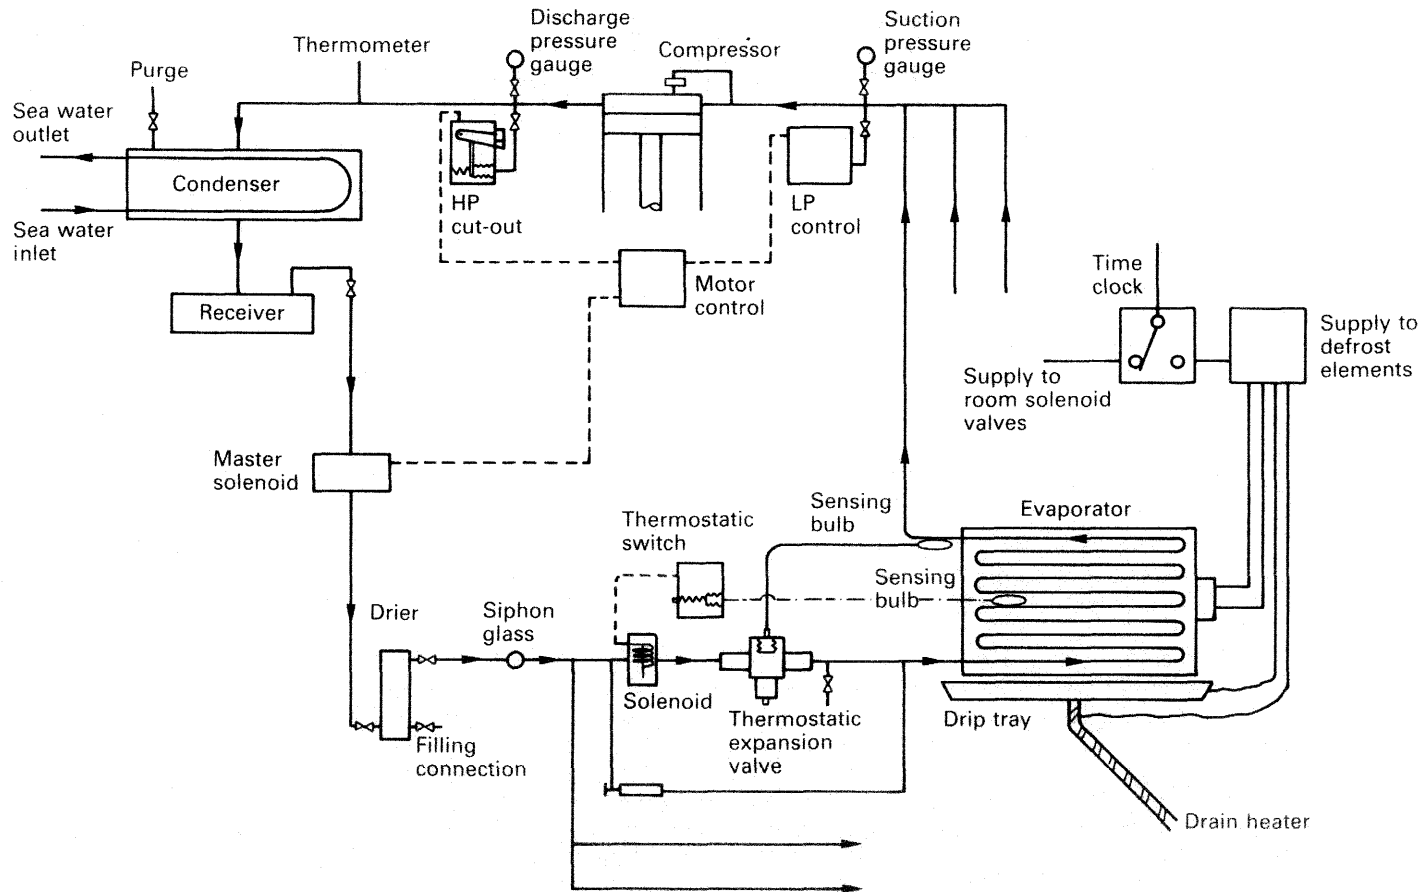 Discharge
pressure
gauge
Suction
pressure
gauge
Thermometer
Compressor
Purge
Sea water
outlet
Condenser
Sea water
inlet
HP
cut-out
LP
control
Motor
control
Receiver
Time
clock
Supply to
defrost
elements
Supply to
room solenoid
valves
Master
solenoid
Sensing
bulb
Evaporator
Thermostatic
switch
Sensing
bulb
Drier
Siphon
glass
Solenoid
Thermostatic
expansion
valve
Drip tray
Filling
connection
Drain heater